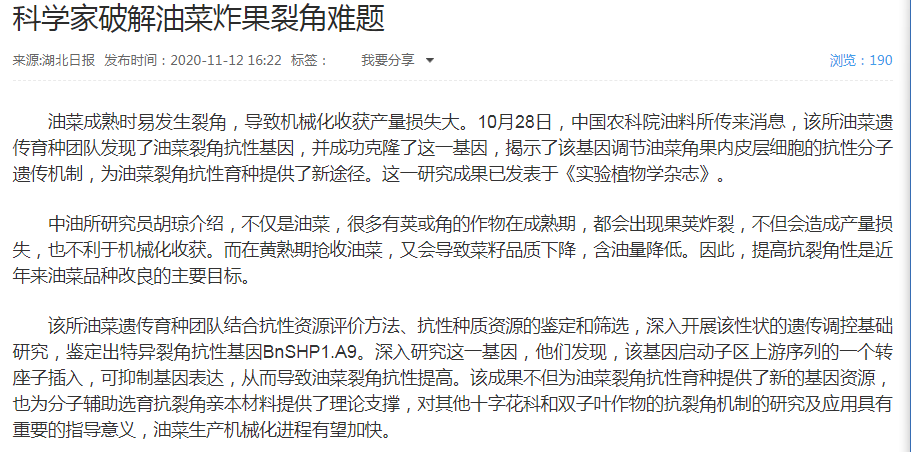 科学家破解油菜炸果裂角难题
来源:湖北日报 发布时间：2020-11-12 16:22 标签： 我要分享 浏览：190
油菜成熟时易发生裂角，导致机械化收获产量损失大。10月28日，中国农科院油料所传来消息，该所油菜遗
传育种团队发现了油菜裂角抗性基因，并成功克隆了这一基因，揭示了该基因调节油菜角果内皮层细胞的抗性分子
遗传机制，为油菜裂角抗性育种提供了新途径。这一研究成果已发表于《实验植物学杂志》。
中油所研究员胡琼介绍，不仅是油菜，很多有荚或角的作物在成熟期，都会出现果荚炸裂，不但会造成产量损
失，也不利于机械化收获。而在黄熟期抢收油菜，又会导致菜籽品质下降，含油量降低。因此，提高抗裂角性是近
年来油菜品种改良的主要目标。
该所油菜遗传育种团队结合抗性资源评价方法、抗性种质资源的鉴定和筛选，深入开展该性状的遗传调控基础
研究，鉴定出特异裂角抗性基因BnSHP1.A9。深入研究这一基因，他们发现，该基因启动子区上游序列的一个转
座子插入，可抑制基因表达，从而导致油菜裂角抗性提高。该成果不但为油菜裂角抗性育种提供了新的基因资源，
也为分子辅助选育抗裂角亲本材料提供了理论支撑，对其他十字花科和双子叶作物的抗裂角机制的研究及应用具有
重要的指导意义，油菜生产机械化进程有望加快。